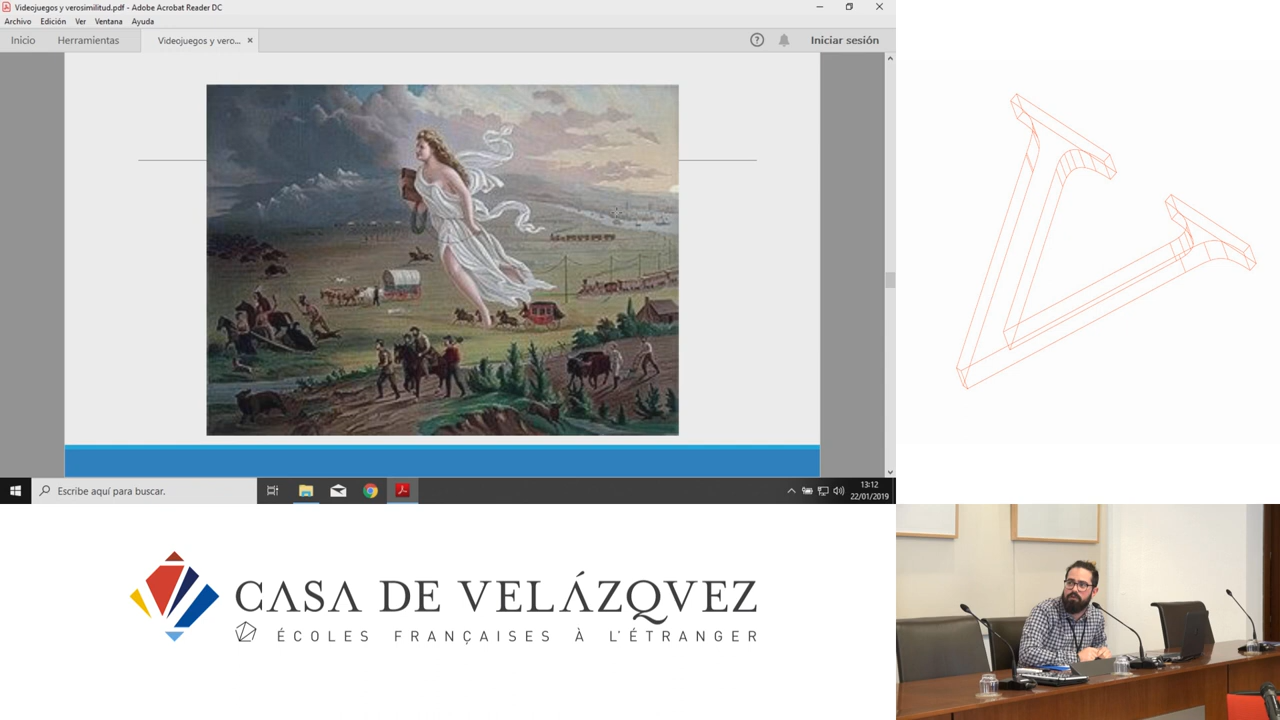 Videojuegos y verosimilitud.pdf - Adobe Acrobat Reader DC
Archivo Edición Ver Ventana Ayuda
Inicio Herramientas Videojuegos y vero... × ? Iniciar sesión
Escribe aquí para buscar.
13:12
22/01/2019
CASA DE VELÁZQVEZ
ÉCOLES FRANÇAISES À L'ÉTRANGER